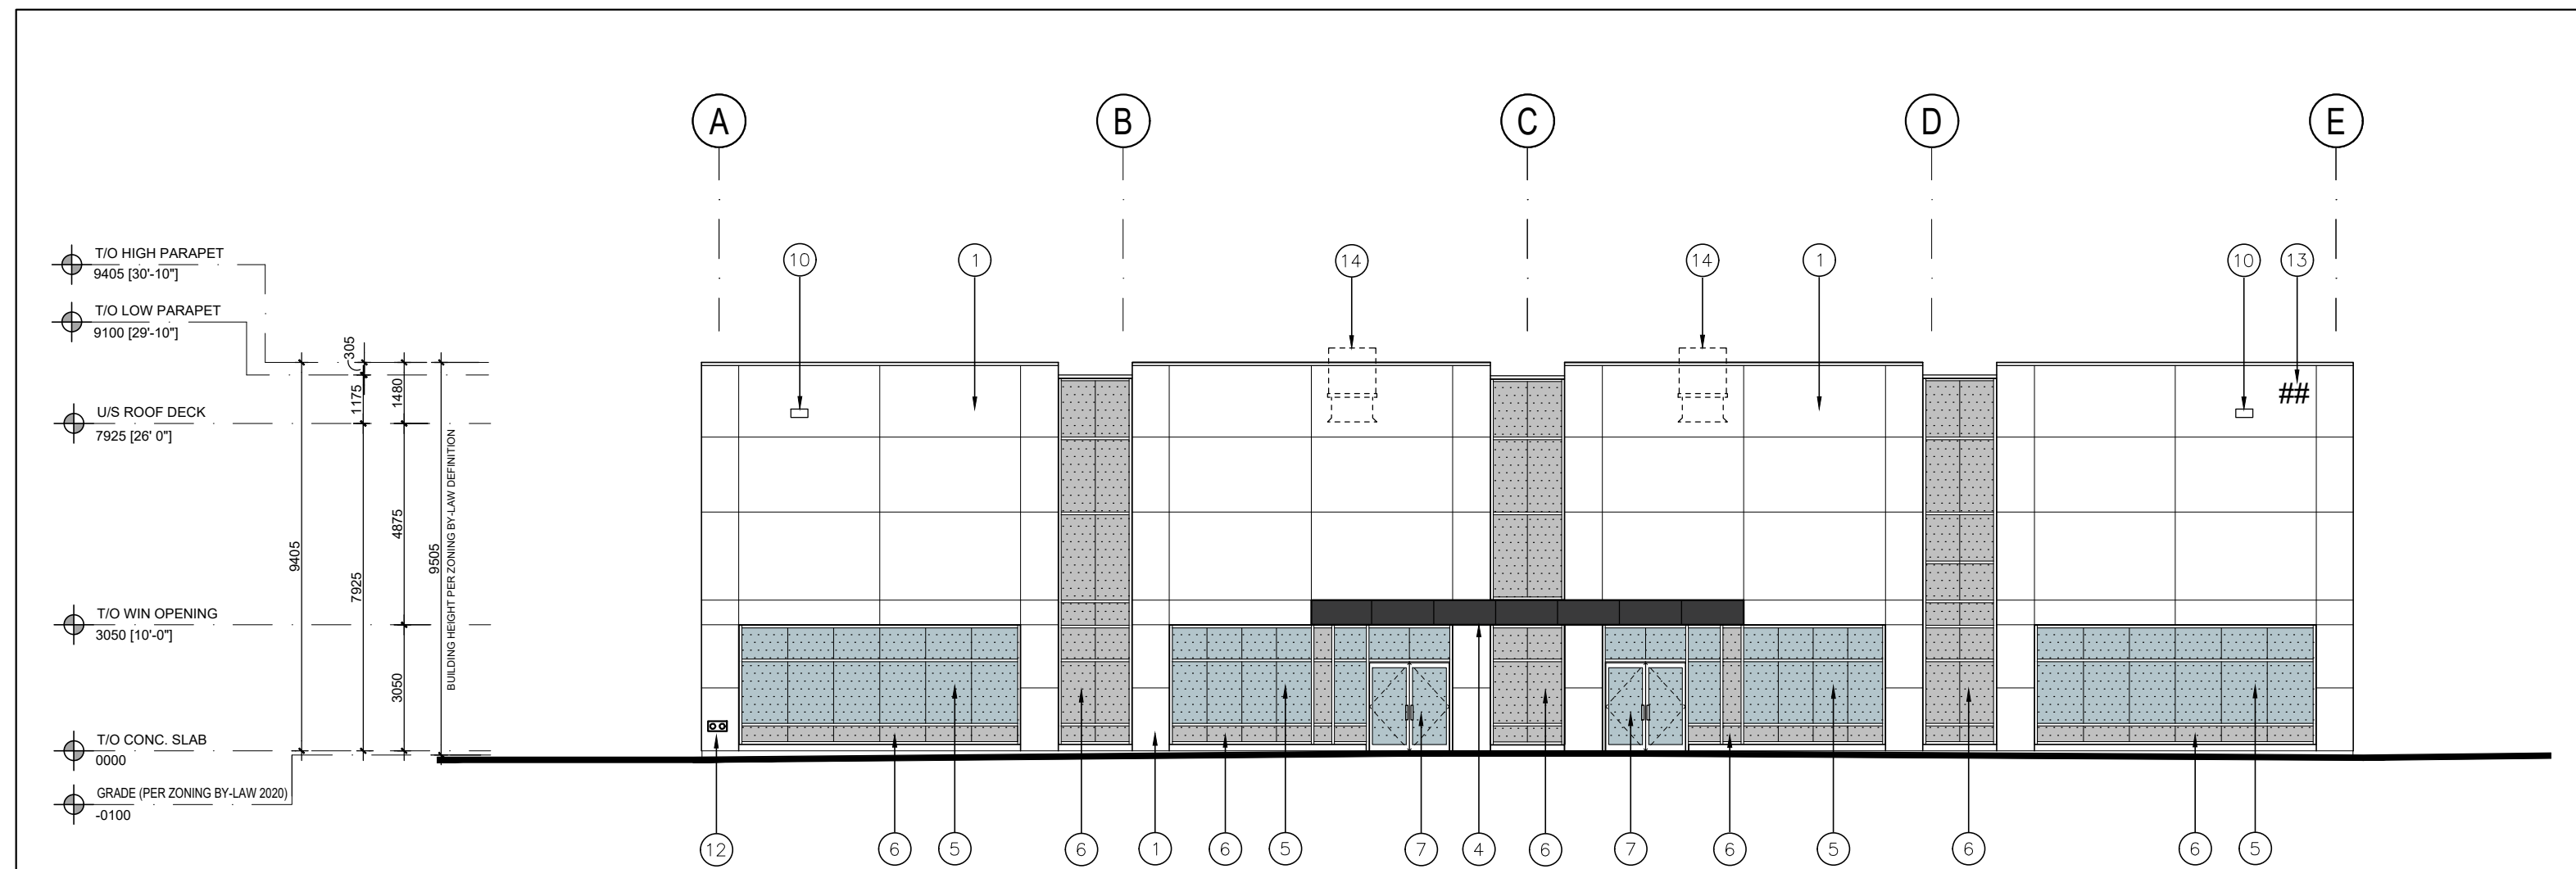 A B C D E
T/O HIGH PARAPET
9405 [30'-10"]
10 1 14 14 1 10 13
T/O LOW PARAPET
9100 [29'-10"]
305
1175
1480
##
U/S ROOF DECK
7925 [26' 0"]
9405
7925
4875
9505
BUILDING HEIGHT PER ZONING BY-LAW DEFINITION
T/O WIN OPENING
3050 [10'-0"]
3050
T/O CONC. SLAB
0000
GRADE (PER ZONING BY-LAW 2020)
-0100
12 6 5 6 1 6 5 7 4 6 7 6 5 6 6 5